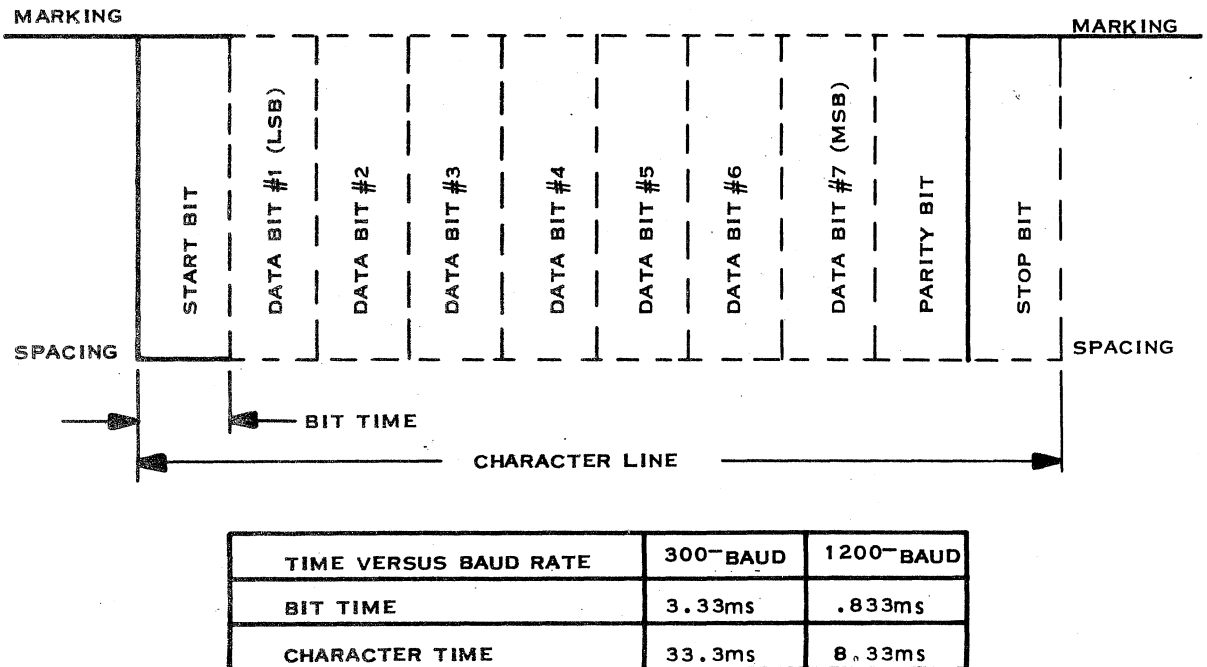 MARKING
MARKING
START BIT
DATA BIT #1 (LSB)
DATA BIT #2
DATA BIT #3
DATA BIT #4
DATA BIT #5
DATA BIT #6
DATA BIT #7 (MSB)
PARITY BIT
STOP BIT
SPACING
SPACING
BIT TIME
CHARACTER LINE
TIME VERSUS BAUD RATE 300-BAUD 1200-BAUD
BIT TIME 3.33ms .833ms
CHARACTER TIME 33.3ms 8.33ms